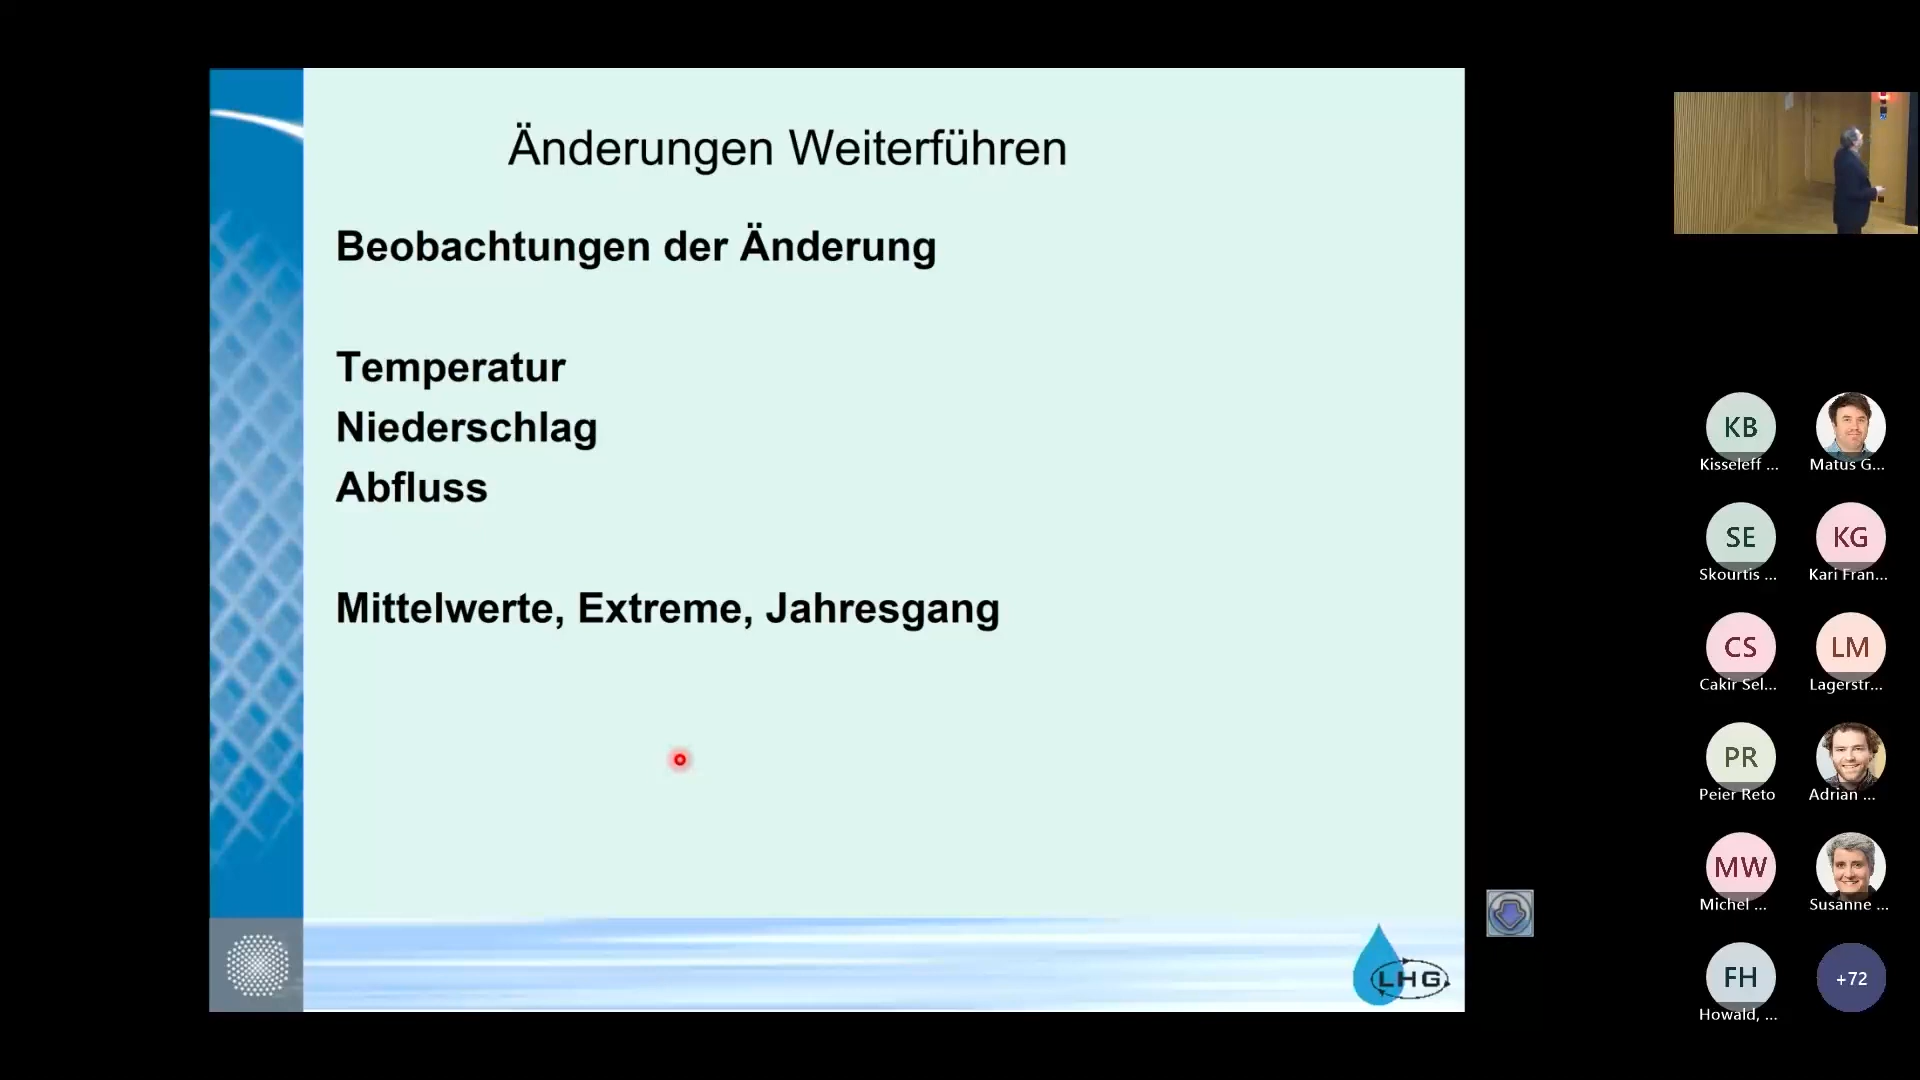 Änderungen Weiterführen
Beobachtungen der Änderung
Temperatur
Niederschlag
Abfluss
Mittelwerte, Extreme, Jahresgang
LHG
KB
Kisseleff ...
Matus G...
SE
Skourtis ...
KG
Kari Fran...
CS
Cakir Sel...
LM
Lagerstr...
PR
Peier Reto
Adrian ...
MW
Michel ...
Susanne ...
FH
Howald, ...
+72